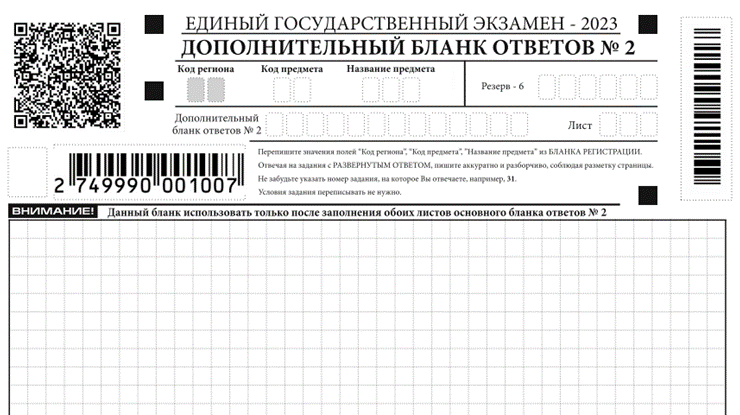 ЕДИНЫЙ ГОСУДАРСТВЕННЫЙ ЭКЗАМЕН - 2023
ДОПОЛНИТЕЛЬНЫЙ БЛАНК ОТВЕТОВ № 2
Код региона Код предмета Название предмета
Резерв - 6
Дополнительный
бланк ответов № 2
Лист
Перепишите значения полей "Код региона", "Код предмета", "Название предмета" из БЛАНКА РЕГИСТРАЦИИ.
Отвечая на задания с РАЗВЕРНУТЫМ ОТВЕТОМ, пишите аккуратно и разборчиво, соблюдая разметку страницы.
Не забудьте указать номер задания, на которое Вы отвечаете, например, 31.
Условия задания переписывать не нужно.
2 749990 001007
ВНИМАНИЕ! Данный бланк использовать только после заполнения обоих листов основного бланка ответов № 2